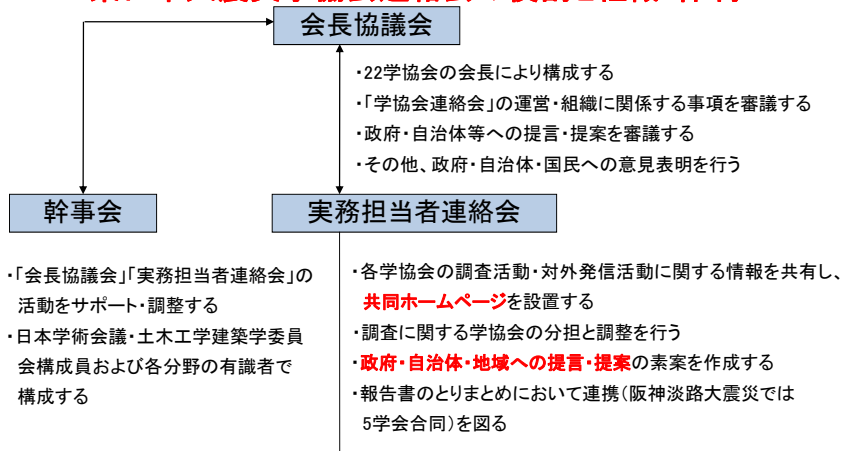 会長協議会
・22学協会の会長により構成する
・「学協会連絡会」の運営・組織に関係する事項を審議する
・政府・自治体等への提言・提案を審議する
・その他、政府・自治体・国民への意見表明を行う
幹事会
実務担当者連絡会
・「会長協議会」「実務担当者連絡会」の
活動をサポート・調整する
・日本学術会議・土木工学建築学委員
会構成員および各分野の有識者で
構成する
・各学協会の調査活動・対外発信活動に関する情報を共有し、
共同ホームページを設置する
・調査に関する学協会の分担と調整を行う
・政府・自治体・地域への提言・提案の素案を作成する
・報告書のとりまとめにおいて連携（阪神淡路大震災では
5学会合同）を図る